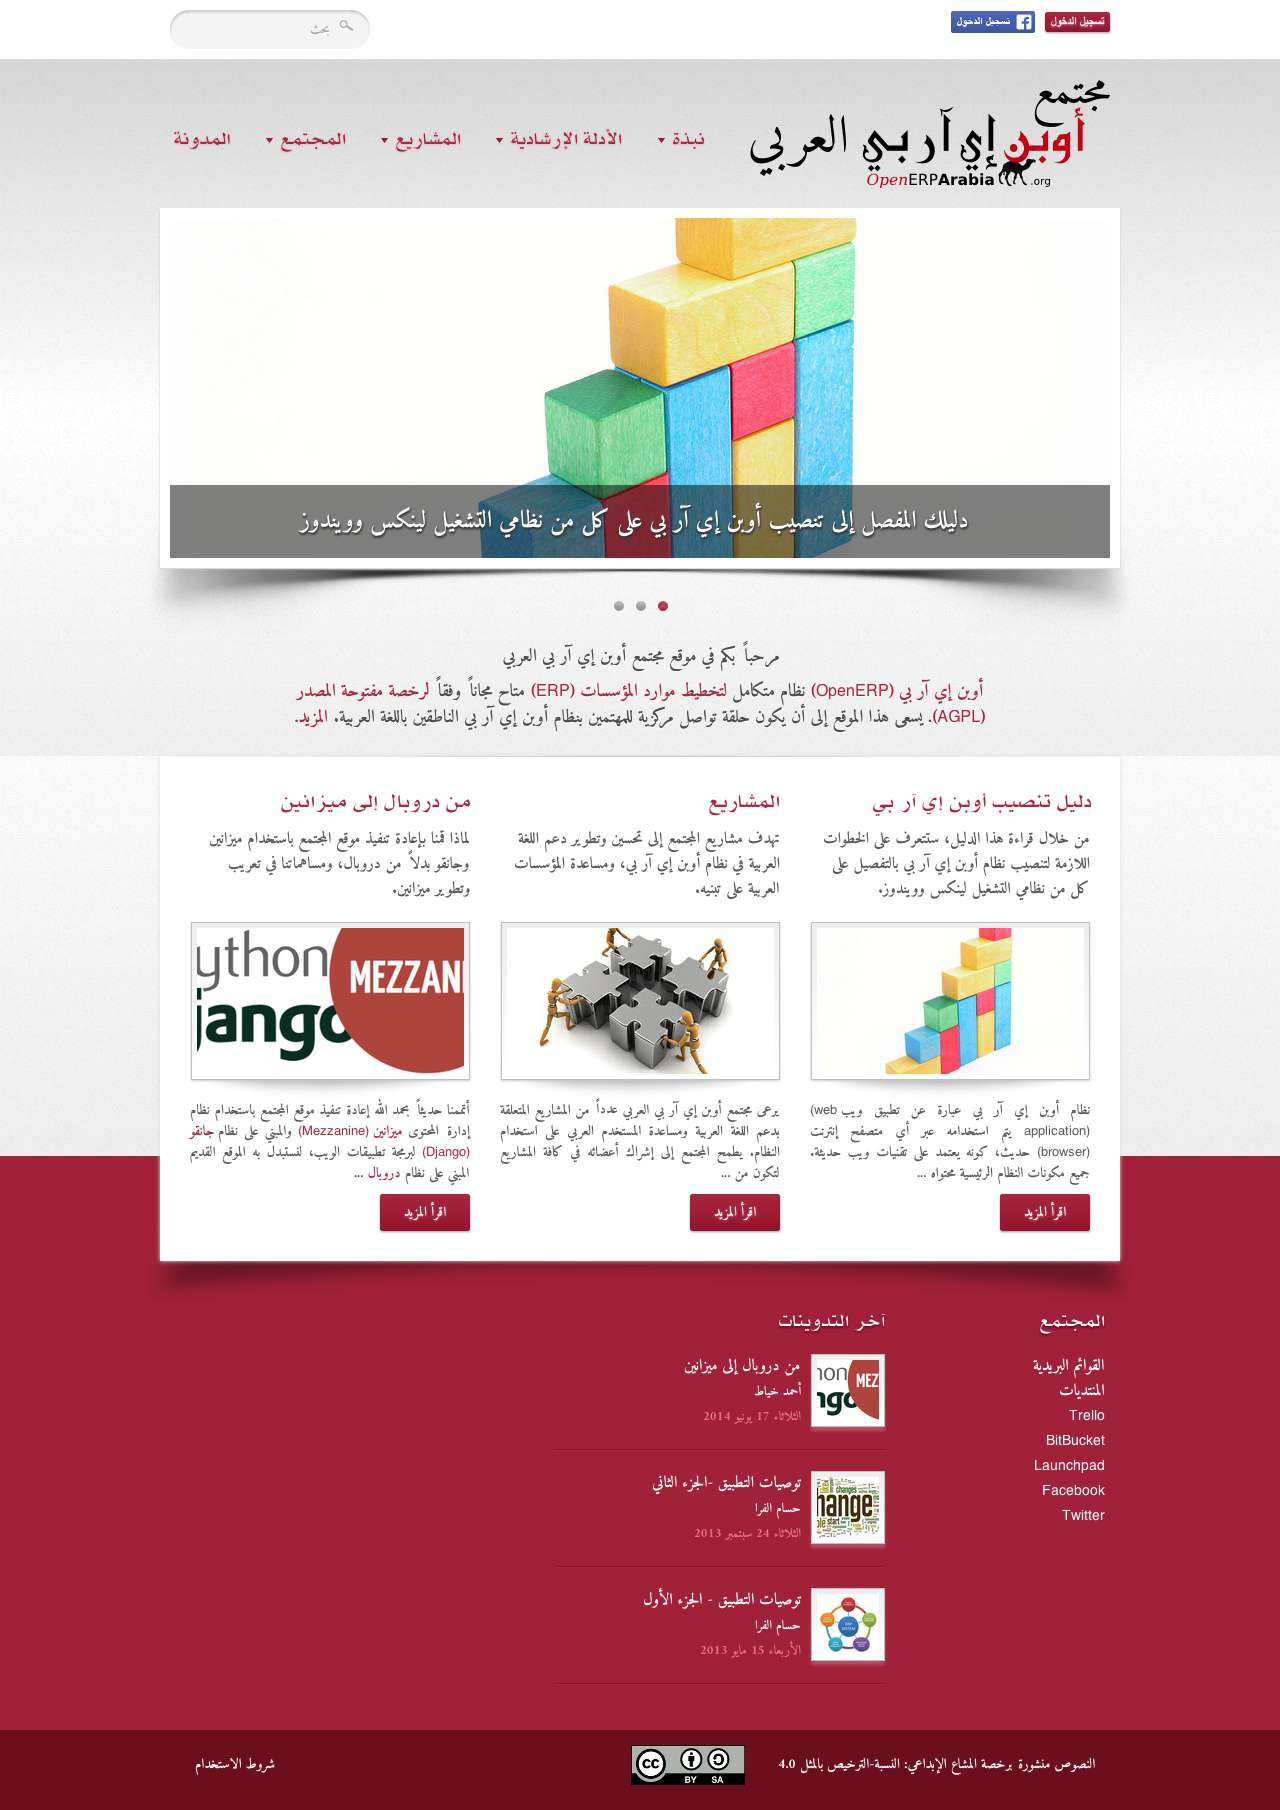 تسجيل الدخول
تسجيل الدخول
بحث
مجتمع
أوبن إي آر بي العربي
OpenERPArabia.org
نبذة
الأدلة الإرشادية
المشاريع
المجتمع
المدونة
دليلك المفصل إلى تنصيب أوبن إي آر بي على كل من نظامي التشغيل لينكس وويندوز
مرحباً بكم في موقع مجتمع أوبن إي آر بي العربي
أوبن إي آر بي (OpenERP) نظام متكامل لتخطيط موارد المؤسسات (ERP) متاح مجاناً وفقاً لرخصة مفتوحة المصدر
(AGPL). يسعى هذا الموقع إلى أن يكون حلقة تواصل مركزية للمهتمين بنظام أوبن إي آر بي الناطقين باللغة العربية. المزيد.
دليل تنصيب أوبن إي آر بي
من خلال قراءة هذا الدليل، ستتعرف على الخطوات
اللازمة لتنصيب نظام أوبن إي آر بي بالتفصيل على
كل من نظامي التشغيل لينكس وويندوز.
نظام أوبن إي آر بي عبارة عن تطبيق ويب (web
application) يتم استخدامه عبر أي متصفح إنترنت
(browser) حديث، كونه يعتمد على تقنيات ويب حديثة.
جميع مكونات النظام الرئيسية محتواه ...
اقرأ المزيد
المشاريع
تهدف مشاريع المجتمع إلى تحسين وتطوير دعم اللغة
العربية في نظام أوبن إي آر بي، ومساعدة المؤسسات
العربية على تبنيه.
يرعى مجتمع أوبن إي آر بي العربي عدداً من المشاريع المتعلقة
بدعم اللغة العربية ومساعدة المستخدم العربي على استخدام
النظام. يطمح المجتمع إلى إشراك أعضائه في كافة المشاريع
لتكون من ...
اقرأ المزيد
من دروبال إلى ميزانين
لماذا قمنا بإعادة تنفيذ موقع المجتمع باستخدام ميزانين
وجانقو بدلاً من دروبال، ومساهماتنا في تعريب
وتطوير ميزانين.
ython
django
MEZZANI
أتممنا حديثاً بحمد الله إعادة تنفيذ موقع المجتمع باستخدام نظام
إدارة المحتوى ميزانين (Mezzanine) والمبني على نظام جانقو
(Django) لبرمجة تطبيقات الويب، لنستبدل به الموقع القديم
المبني على نظام دروبال ...
اقرأ المزيد
المجتمع
القوائم البريدية
المنتديات
Trello
BitBucket
Launchpad
Facebook
Twitter
آخر التدوينات
من دروبال إلى ميزانين
أحمد خياط
الثلاثاء 17 يونيو 2014
توصيات التطبيق -الجزء الثاني
حسام الفرا
الثلاثاء 24 سبتمبر 2013
توصيات التطبيق - الجزء الأول
حسام الفرا
الأربعاء 15 مايو 2013
النصوص منشورة برخصة المشاع الإبداعي: النسبة-الترخيص بالمثل 4.0
cc BY SA
شروط الاستخدام